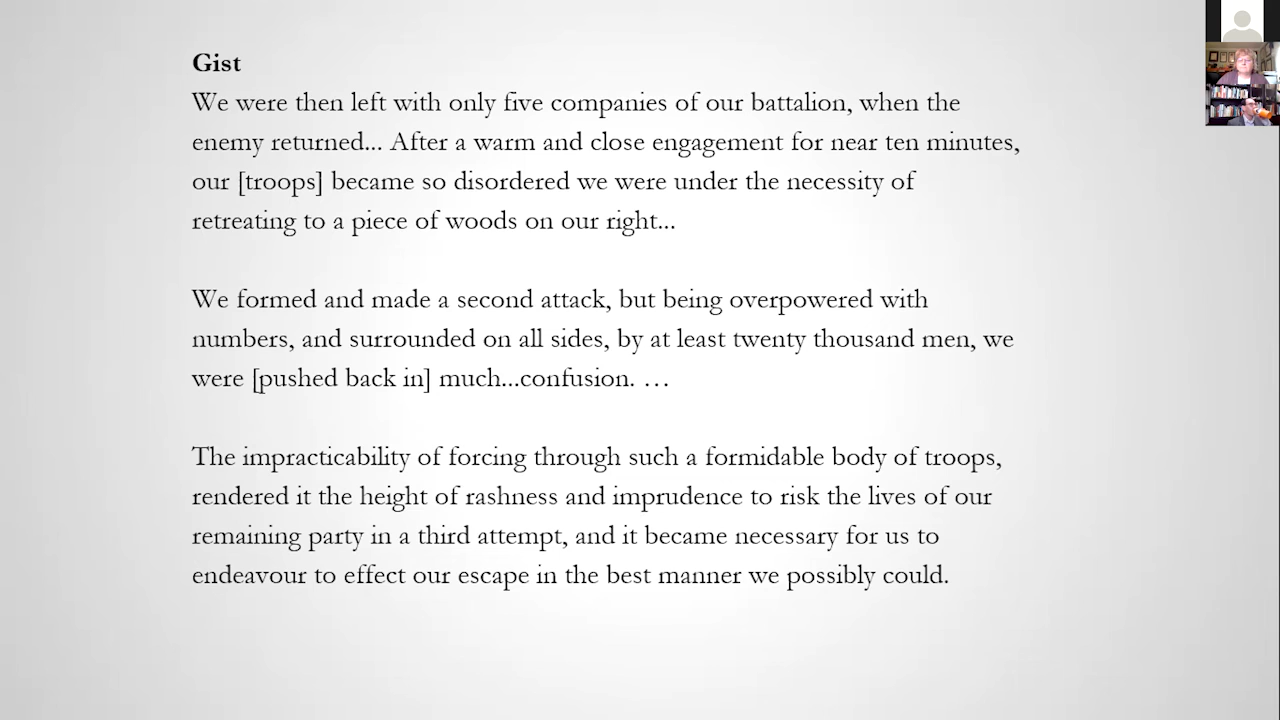 Gist
We were then left with only five companies of our battalion, when the
enemy returned... After a warm and close engagement for near ten minutes,
our [troops] became so disordered we were under the necessity of
retreating to a piece of woods on our right...
We formed and made a second attack, but being overpowered with
numbers, and surrounded on all sides, by at least twenty thousand men, we
were [pushed back in] much...confusion. …
The impracticability of forcing through such a formidable body of troops,
rendered it the height of rashness and imprudence to risk the lives of our
remaining party in a third attempt, and it became necessary for us to
endeavour to effect our escape in the best manner we possibly could.